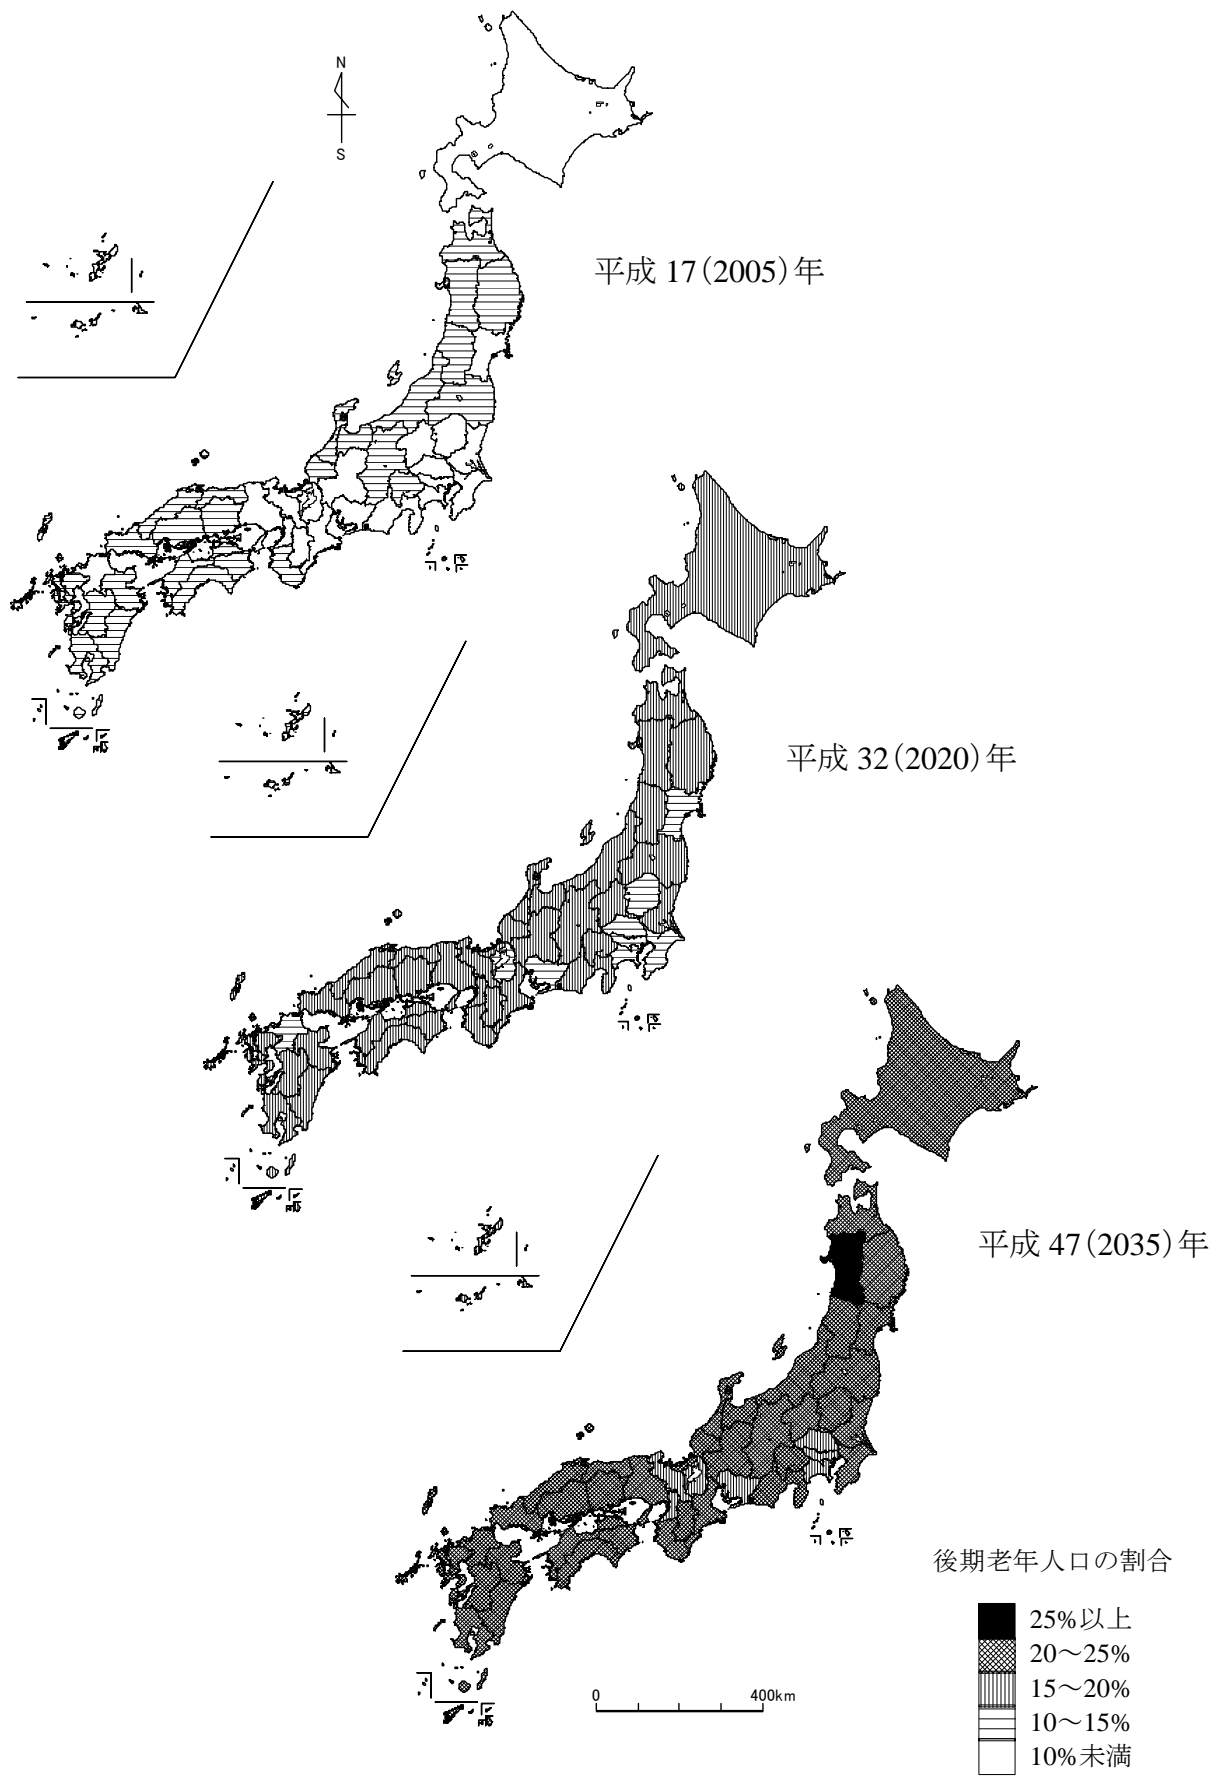 N
S
平成 17(2005)年
平成 32(2020)年
平成 47(2035)年
後期老年人口の割合
25%以上
20～25%
15～20%
10～15%
10%未満
0 400km